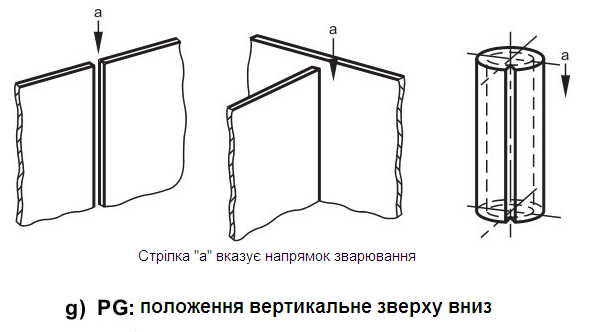 a
a
a
Стрілка "a" вказує напрямок зварювання
g) PG: положення вертикальне зверху вниз